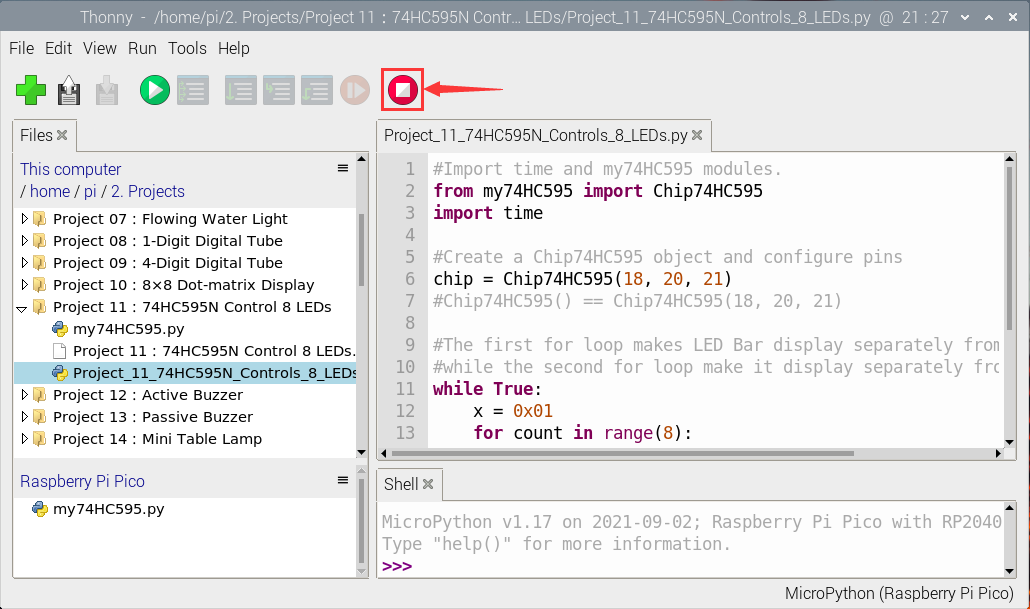 Thonny - /home/pi/2. Projects/Project 11 : 74HC595N Contr... LEDs/Project_11_74HC595N_Controls_8_LEDs.py @ 21 : 27
File Edit View Run Tools Help
Files
This computer
/ home / pi / 2. Projects
Project 07 : Flowing Water Light
Project 08 : 1-Digit Digital Tube
Project 09 : 4-Digit Digital Tube
Project 10 : 8×8 Dot-matrix Display
Project 11 : 74HC595N Control 8 LEDs
my74HC595.py
Project 11 : 74HC595N Control 8 LEDs.
Project_11_74HC595N_Controls_8_LEDs
Project 12 : Active Buzzer
Project 13 : Passive Buzzer
Project 14 : Mini Table Lamp
Raspberry Pi Pico
my74HC595.py
Project_11_74HC595N_Controls_8_LEDs.py
1 #Import time and my74HC595 modules.
2 from my74HC595 import Chip74HC595
3 import time
4
5 #Create a Chip74HC595 object and configure pins
6 chip = Chip74HC595(18, 20, 21)
7 #Chip74HC595() == Chip74HC595(18, 20, 21)
8
9 #The first for loop makes LED Bar display separately from
10 #while the second for loop make it display separately fro
11 while True:
12 x = 0x01
13 for count in range(8):
Shell
MicroPython v1.17 on 2021-09-02; Raspberry Pi Pico with RP2040
Type "help()" for more information.
>>>
MicroPython (Raspberry Pi Pico)